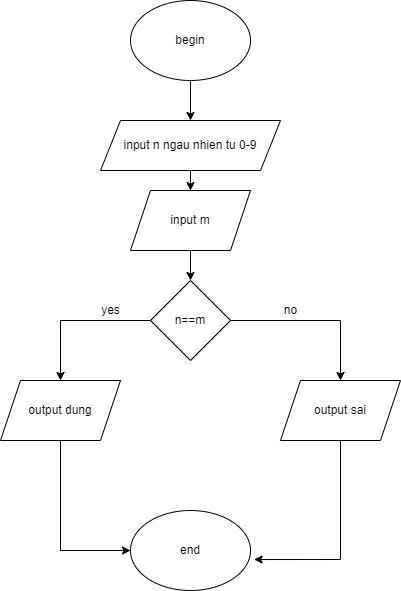 begin
input n ngau nhien tu 0-9
input m
n==m
yes
no
output dung
output sai
end